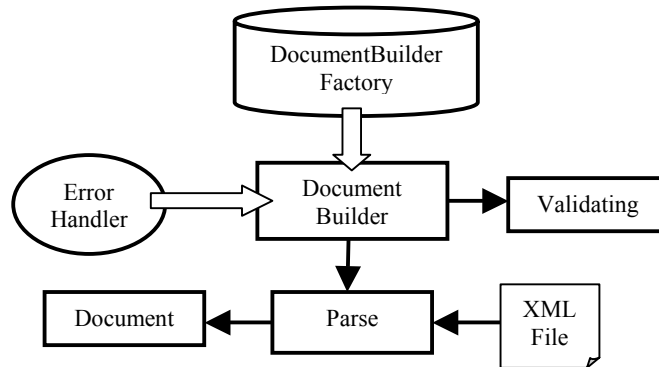 DocumentBuilder
Factory
Error
Handler
Document
Builder
Validating
Document
Parse
XML
File